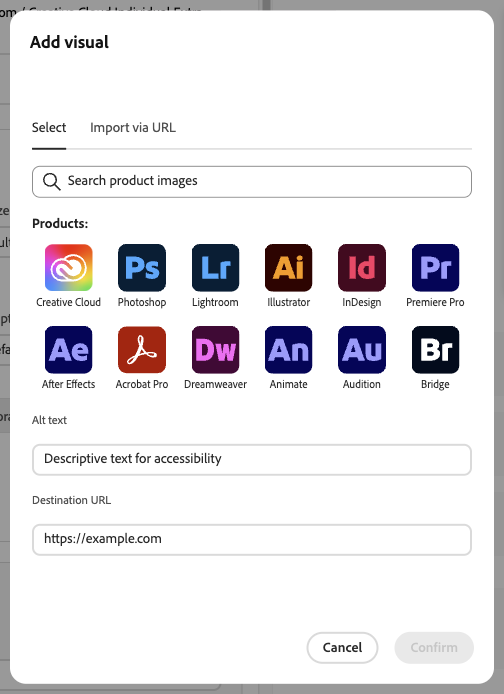 Add visual
Select Import via URL
Search product images
Products:
Ps Lr Ai Id Pr
Creative Cloud Photoshop Lightroom Illustrator InDesign Premiere Pro
Ae Dw An Au Br
After Effects Acrobat Pro Dreamweaver Animate Audition Bridge
Alt text
Descriptive text for accessibility
Destination URL
https://example.com
Cancel Confirm